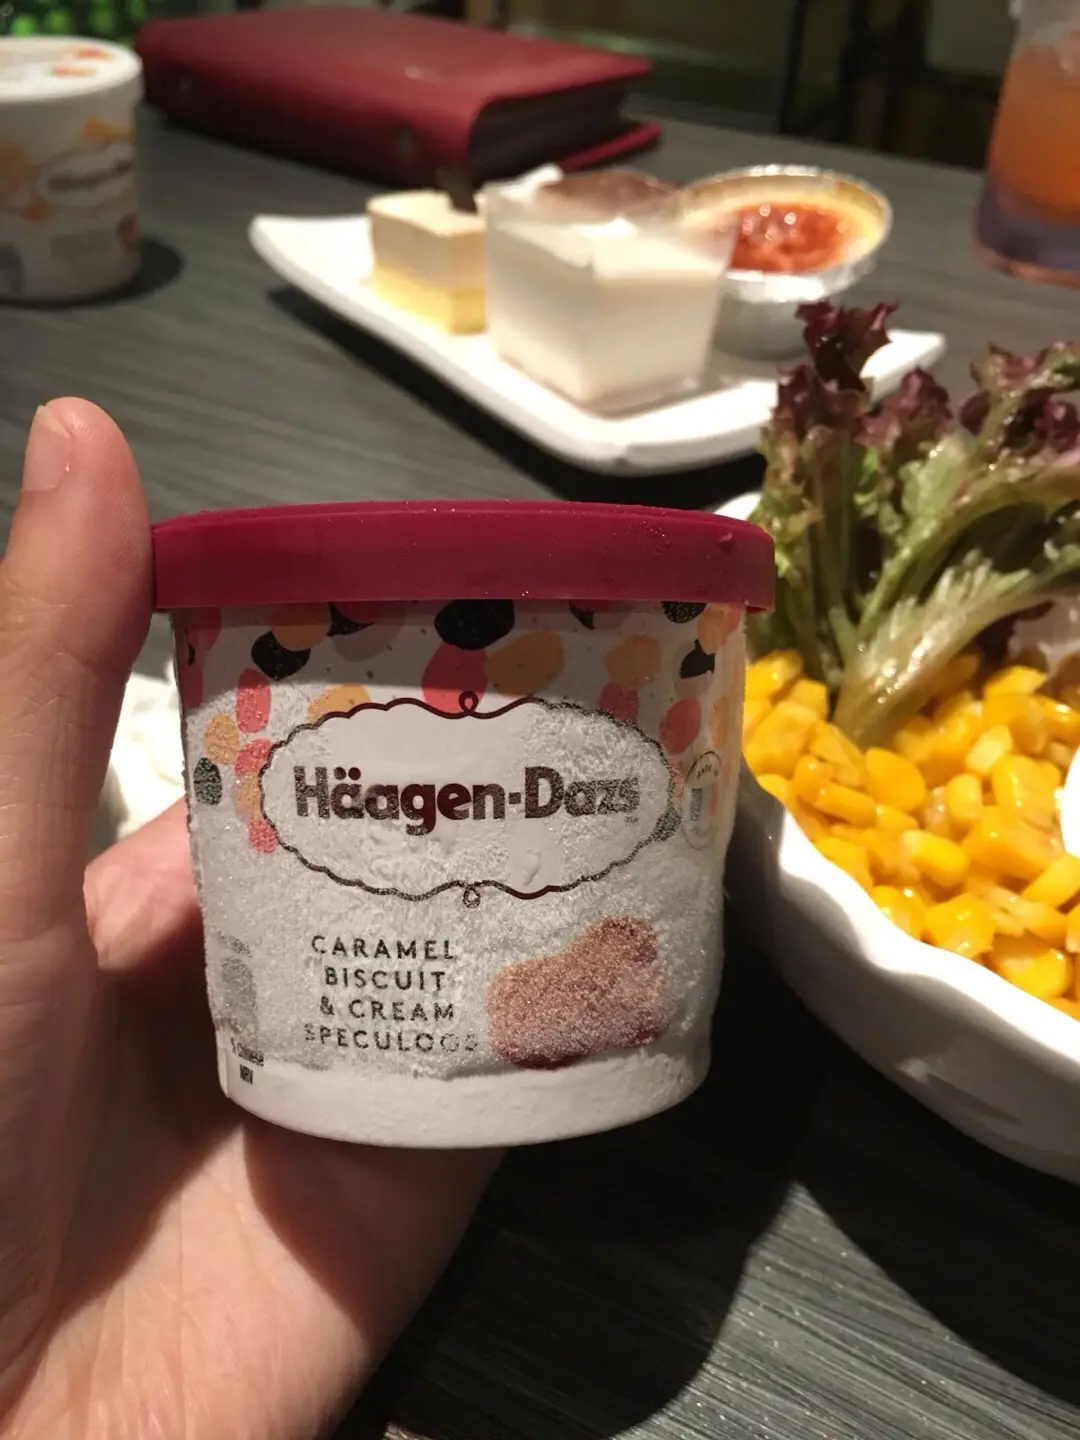 Häagen-Dazs
CARAMEL
BISCUIT
& CREAM
SPECULOOS